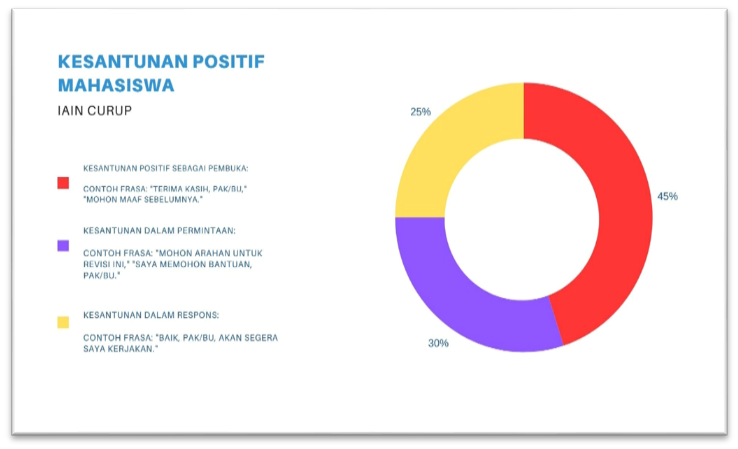 KESANTUNAN POSITIF
MAHASISWA
IAIN CURUP
KESANTUNAN POSITIF SEBAGAI PEMBUKA:
CONTOH FRASA: "TERIMA KASIH, PAK/BU,"
"MOHON MAAF SEBELUMNYA."
KESANTUNAN DALAM PERMINTAAN:
CONTOH FRASA: "MOHON ARAHAN UNTUK
REVISI INI," "SAYA MEMOHON BANTUAN,
PAK/BU."
KESANTUNAN DALAM RESPONS:
CONTOH FRASA: "BAIK, PAK/BU, AKAN SEGERA
SAYA KERJAKAN."
25%
45%
30%